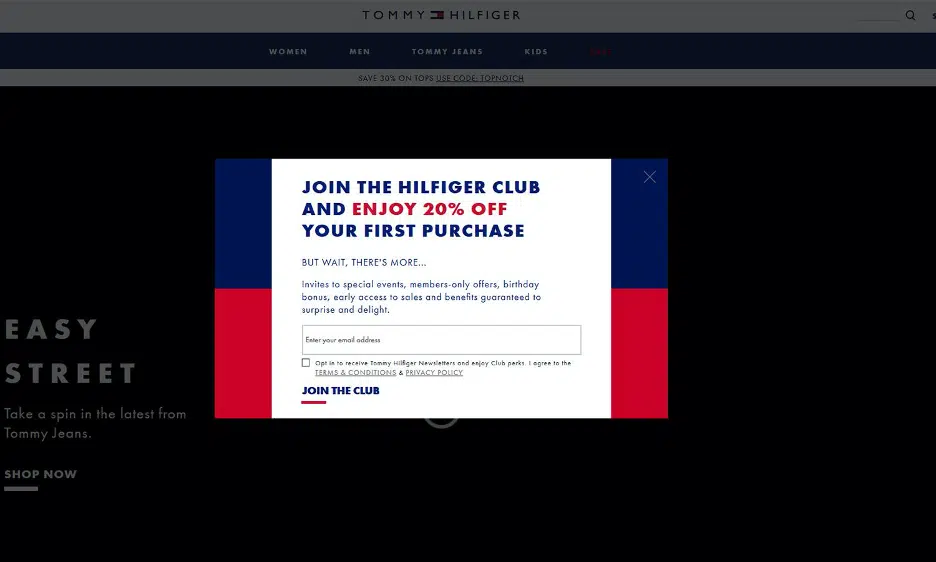 TOMMY HILFIGER
WOMEN MEN TOMMY JEANS KIDS
SAVE 30% ON TOPS USE CODE: TOPNOTCH
JOIN THE HILFIGER CLUB
AND ENJOY 20% OFF
YOUR FIRST PURCHASE
BUT WAIT, THERE'S MORE...
Invites to special events, members-only offers, birthday
bonus, early access to sales and benefits guaranteed to
surprise and delight.
Enter your email address
Opt in to receive Tommy Hilfiger Newsletters and enjoy Club perks. I agree to the
TERMS & CONDITIONS & PRIVACY POLICY
JOIN THE CLUB
EASY
STREET
Take a spin in the latest from
Tommy Jeans.
SHOP NOW